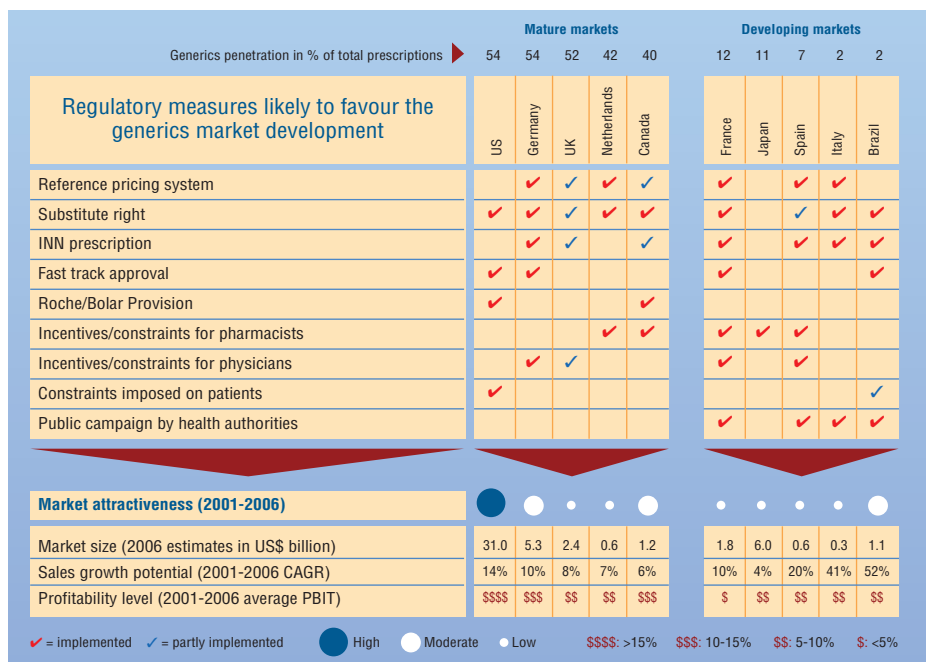 Mature markets Developing markets
Generics penetration in % of total prescriptions 54 54 52 42 40 12 11 7 2 2
Regulatory measures likely to favour the
generics market development
US Germany UK Netherlands Canada France Japan Spain Italy Brazil
Reference pricing system ✔ ✓ ✔ ✓ ✔ ✔ ✔
Substitute right ✔ ✔ ✓ ✔ ✔ ✔ ✓ ✔ ✔
INN prescription ✔ ✓ ✓ ✔ ✔ ✔ ✔
Fast track approval ✔ ✔ ✔ ✔
Roche/Bolar Provision ✔ ✔
Incentives/constraints for pharmacists ✔ ✔ ✔ ✔ ✔
Incentives/constraints for physicians ✔ ✓ ✔ ✔
Constraints imposed on patients ✔ ✓
Public campaign by health authorities ✔ ✔ ✔ ✔
Market attractiveness (2001-2006)
Market size (2006 estimates in US$ billion) 31.0 5.3 2.4 0.6 1.2 1.8 6.0 0.6 0.3 1.1
Sales growth potential (2001-2006 CAGR) 14% 10% 8% 7% 6% 10% 4% 20% 41% 52%
Profitability level (2001-2006 average PBIT) $$$$ $$$ $$ $$ $$$ $ $$ $$ $$ $$
✔ = implemented ✓ = partly implemented High Moderate Low $$$$: >15% $$$: 10-15% $$: 5-10% $: <5%